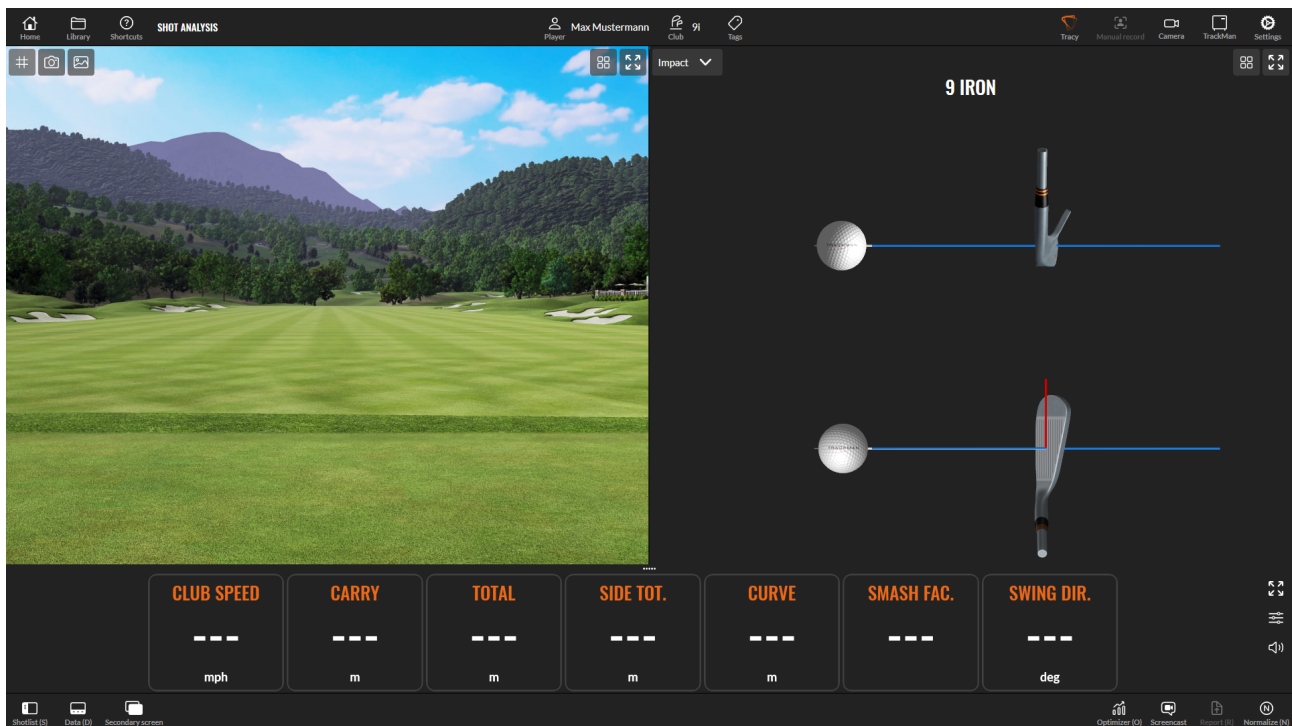 Home
Library
Shortcuts
SHOT ANALYSIS
Player
Max Mustermann
Club
9i
Tags
Tracy
Manual record
Camera
TrackMan
Settings
Impact
9 IRON
TRACKMAN
TRACKMAN
CLUB SPEED
---
mph
CARRY
---
m
TOTAL
---
m
SIDE TOT.
---
m
CURVE
---
m
SMASH FAC.
---
SWING DIR.
---
deg
Shotlist (S)
Data (D)
Secondary screen
Optimizer (O)
Screencast
Report (R)
Normalize (N)